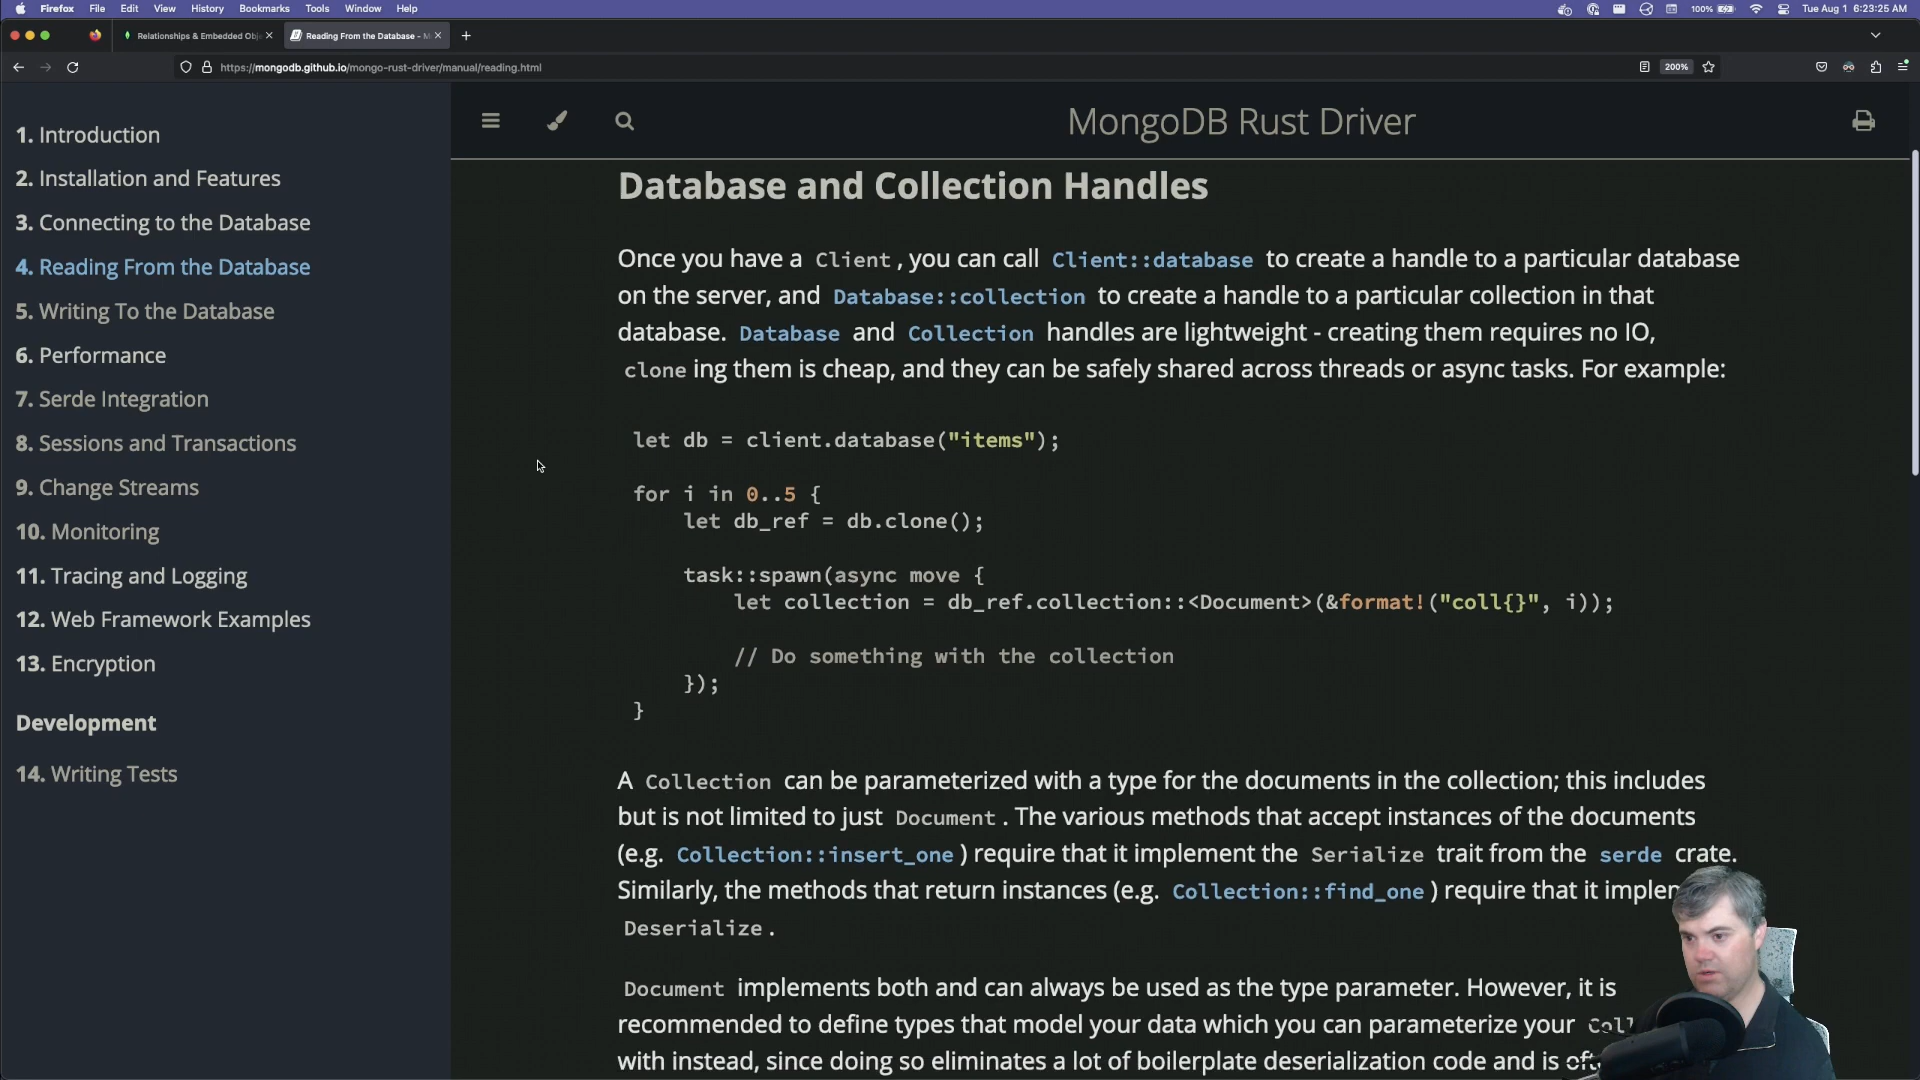 Firefox File Edit View History Bookmarks Tools Window Help
100% Tue Aug 1 6:23:25 AM
Relationships & Embedded Obj
Reading From the Database - M
https://mongodb.github.io/mongo-rust-driver/manual/reading.html
200%
MongoDB Rust Driver
1. Introduction
2. Installation and Features
3. Connecting to the Database
4. Reading From the Database
5. Writing To the Database
6. Performance
7. Serde Integration
8. Sessions and Transactions
9. Change Streams
10. Monitoring
11. Tracing and Logging
12. Web Framework Examples
13. Encryption
Development
14. Writing Tests
Database and Collection Handles
Once you have a Client, you can call Client::database to create a handle to a particular database
on the server, and Database::collection to create a handle to a particular collection in that
database. Database and Collection handles are lightweight - creating them requires no IO,
clone ing them is cheap, and they can be safely shared across threads or async tasks. For example:
let db = client.database("items");
for i in 0..5 {
let db_ref = db.clone();
task::spawn(async move {
let collection = db_ref.collection::<Document>(&format!("coll{}", i));
// Do something with the collection
});
}
A Collection can be parameterized with a type for the documents in the collection; this includes
but is not limited to just Document. The various methods that accept instances of the documents
(e.g. Collection::insert_one) require that it implement the Serialize trait from the serde crate.
Similarly, the methods that return instances (e.g. Collection::find_one) require that it implem
Deserialize.
Document implements both and can always be used as the type parameter. However, it is
recommended to define types that model your data which you can parameterize your Coll
with instead, since doing so eliminates a lot of boilerplate deserialization code and is oft